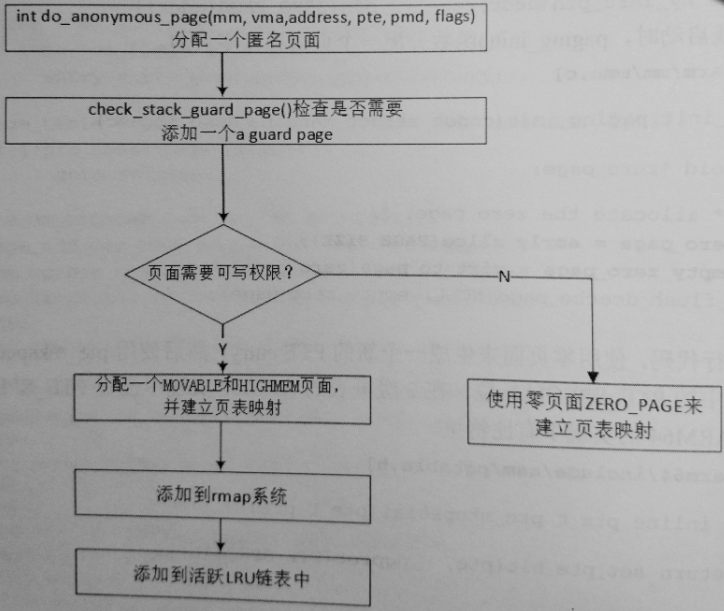 int do_anonymous_page(mm, vma,address, pte, pmd, flags)
分配一个匿名页面
check_stack_guard_page()检查是否需要
添加一个a guard page
页面需要可写权限？
N
Y
分配一个MOVABLE和HIGHMEM页面，
并建立页表映射
使用零页面ZERO_PAGE来
建立页表映射
添加到rmap系统
添加到活跃LRU链表中